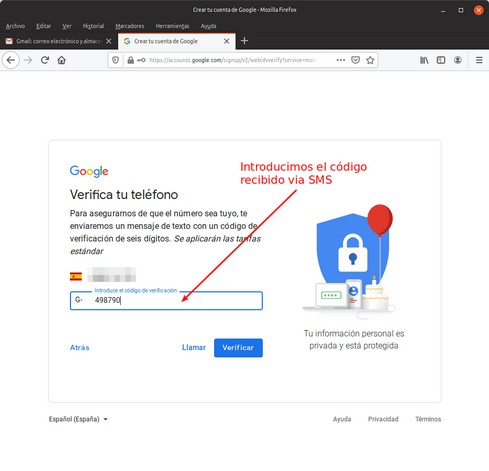 Crear tu cuenta de Google - Mozilla Firefox
Archivo Editar Ver Historial Marcadores Herramientas Ayuda
Gmail: correo electrónico y almace
Crear tu cuenta de Google
https://accounts.google.com/signup/v2/webidvverify?service=mai
Google
Introducimos el código
recibido via SMS
Verifica tu teléfono
Para asegurarnos de que el número sea tuyo, te
enviaremos un mensaje de texto con un código de
verificación de seis dígitos. Se aplicarán las tarifas
estándar
Introduce el código de verificación
G- 498790
Tu información personal es
privada y está protegida
Atrás Llamar Verificar
Español (España) Ayuda Privacidad Términos